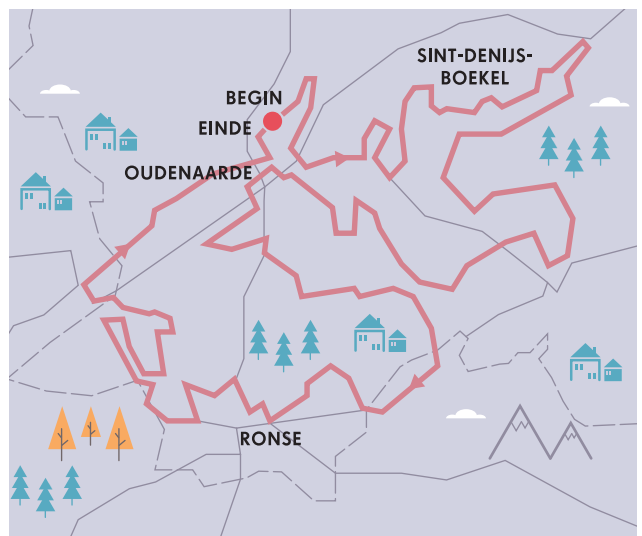 SINT-DENIJS-
BOEKEL
BEGIN
EINDE
OUDENAARDE
RONSE